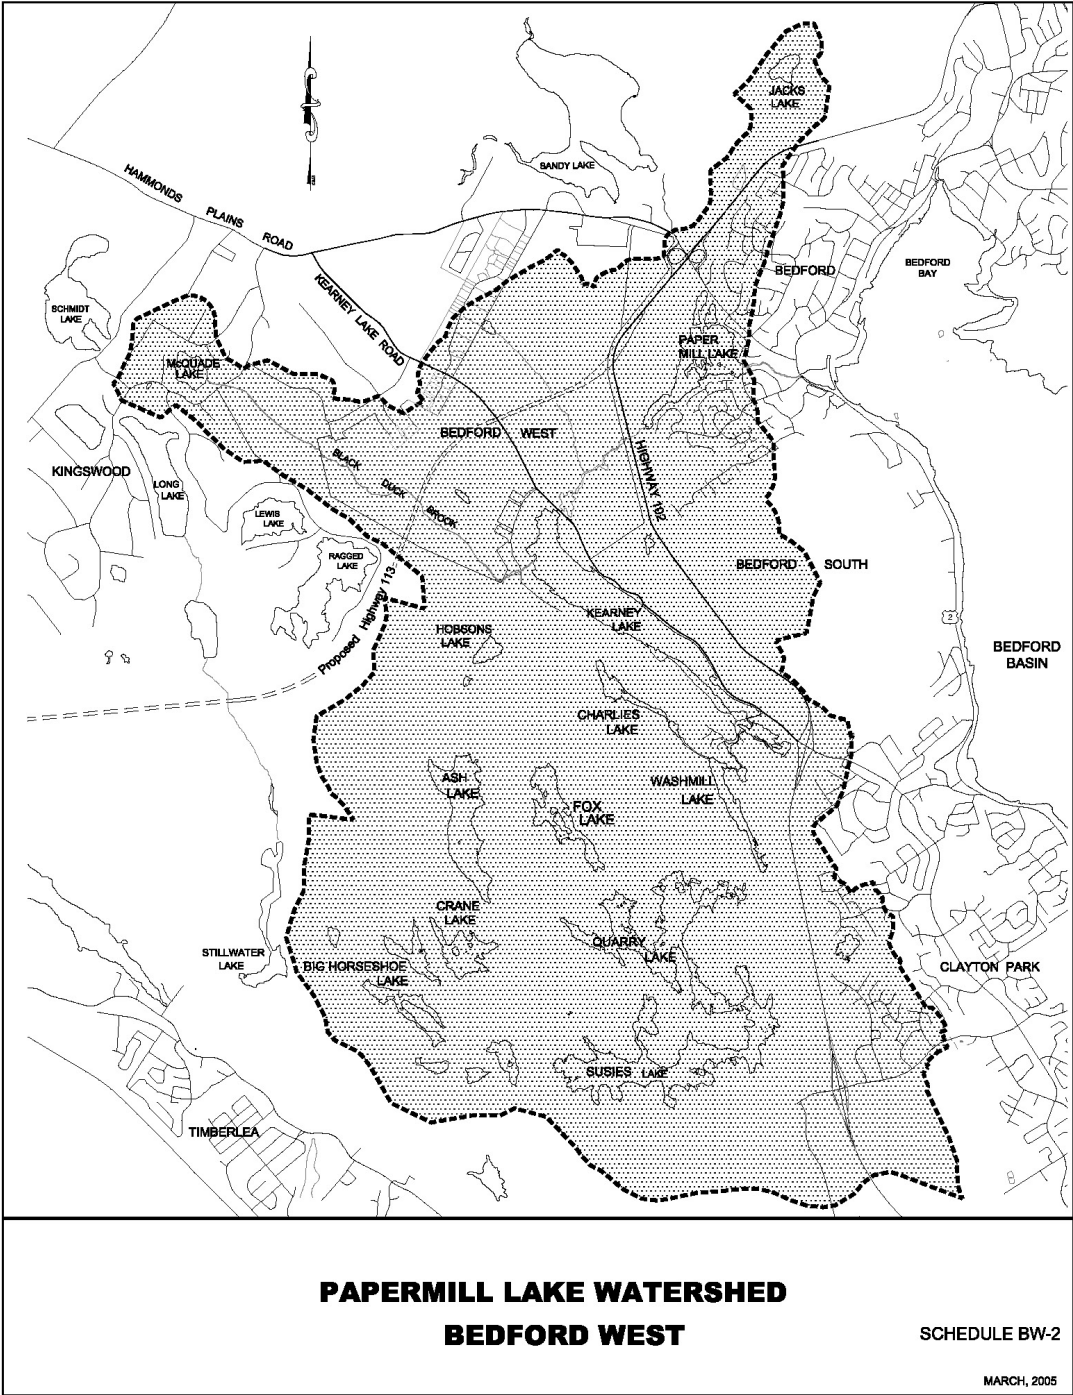 JACKS
LAKE
SANDY LAKE
HAMMONDS
PLAINS
ROAD
BEDFORD
BEDFORD
BAY
KEARNEY LAKE ROAD
SCHMIDT
LAKE
PAPER
MILL LAKE
McQUADE
LAKE
BEDFORD WEST
HIGHWAY 102
BLACK
DUCK
BROOK
KINGSWOOD
LONG
LAKE
LEWIS
LAKE
RAGGED
LAKE
BEDFORD SOUTH
Proposed Highway 113
KEARNEY
LAKE
2
HOBSONS
LAKE
BEDFORD
BASIN
CHARLIES
LAKE
ASH
LAKE
WASHMILL
LAKE
FOX
LAKE
CRANE
LAKE
QUARRY
LAKE
STILLWATER
LAKE
BIG HORSESHOE
LAKE
CLAYTON PARK
SUSIES LAKE
TIMBERLEA
PAPERMILL LAKE WATERSHED
BEDFORD WEST
SCHEDULE BW-2
MARCH, 2005